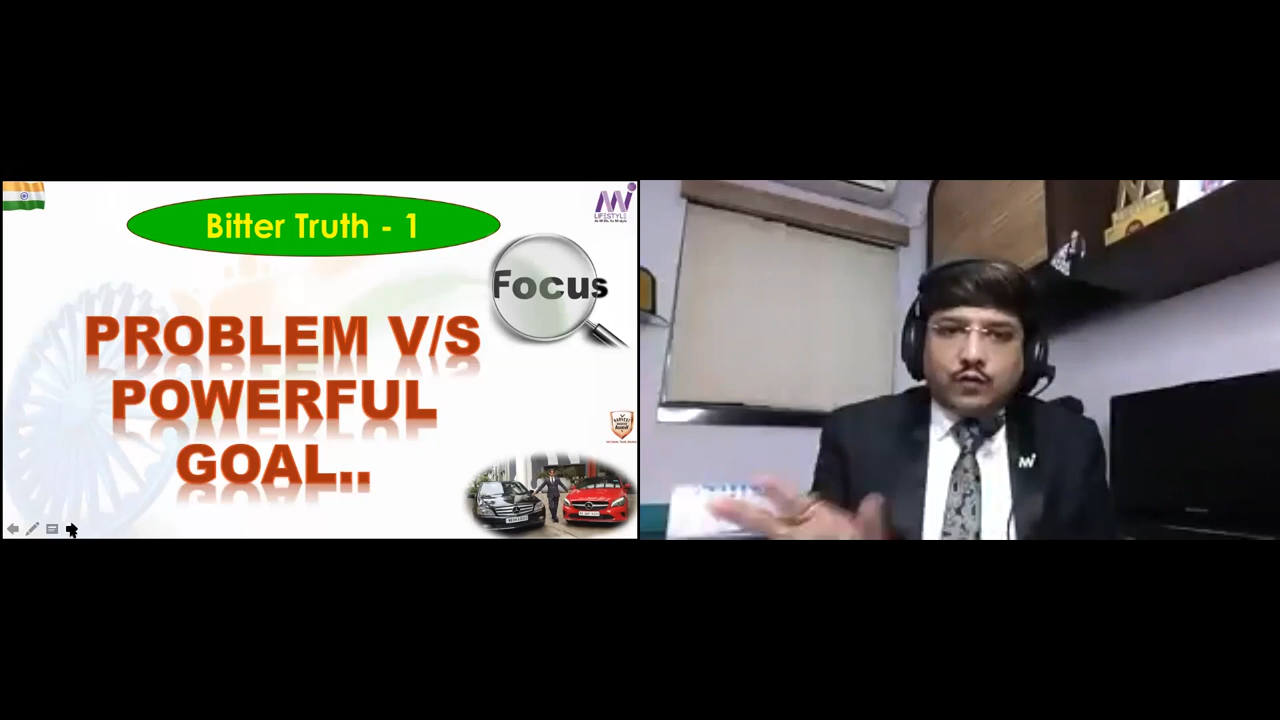 Bitter Truth - 1
LIFESTYLE
Focus
PROBLEM V/S
POWERFUL
GOAL..